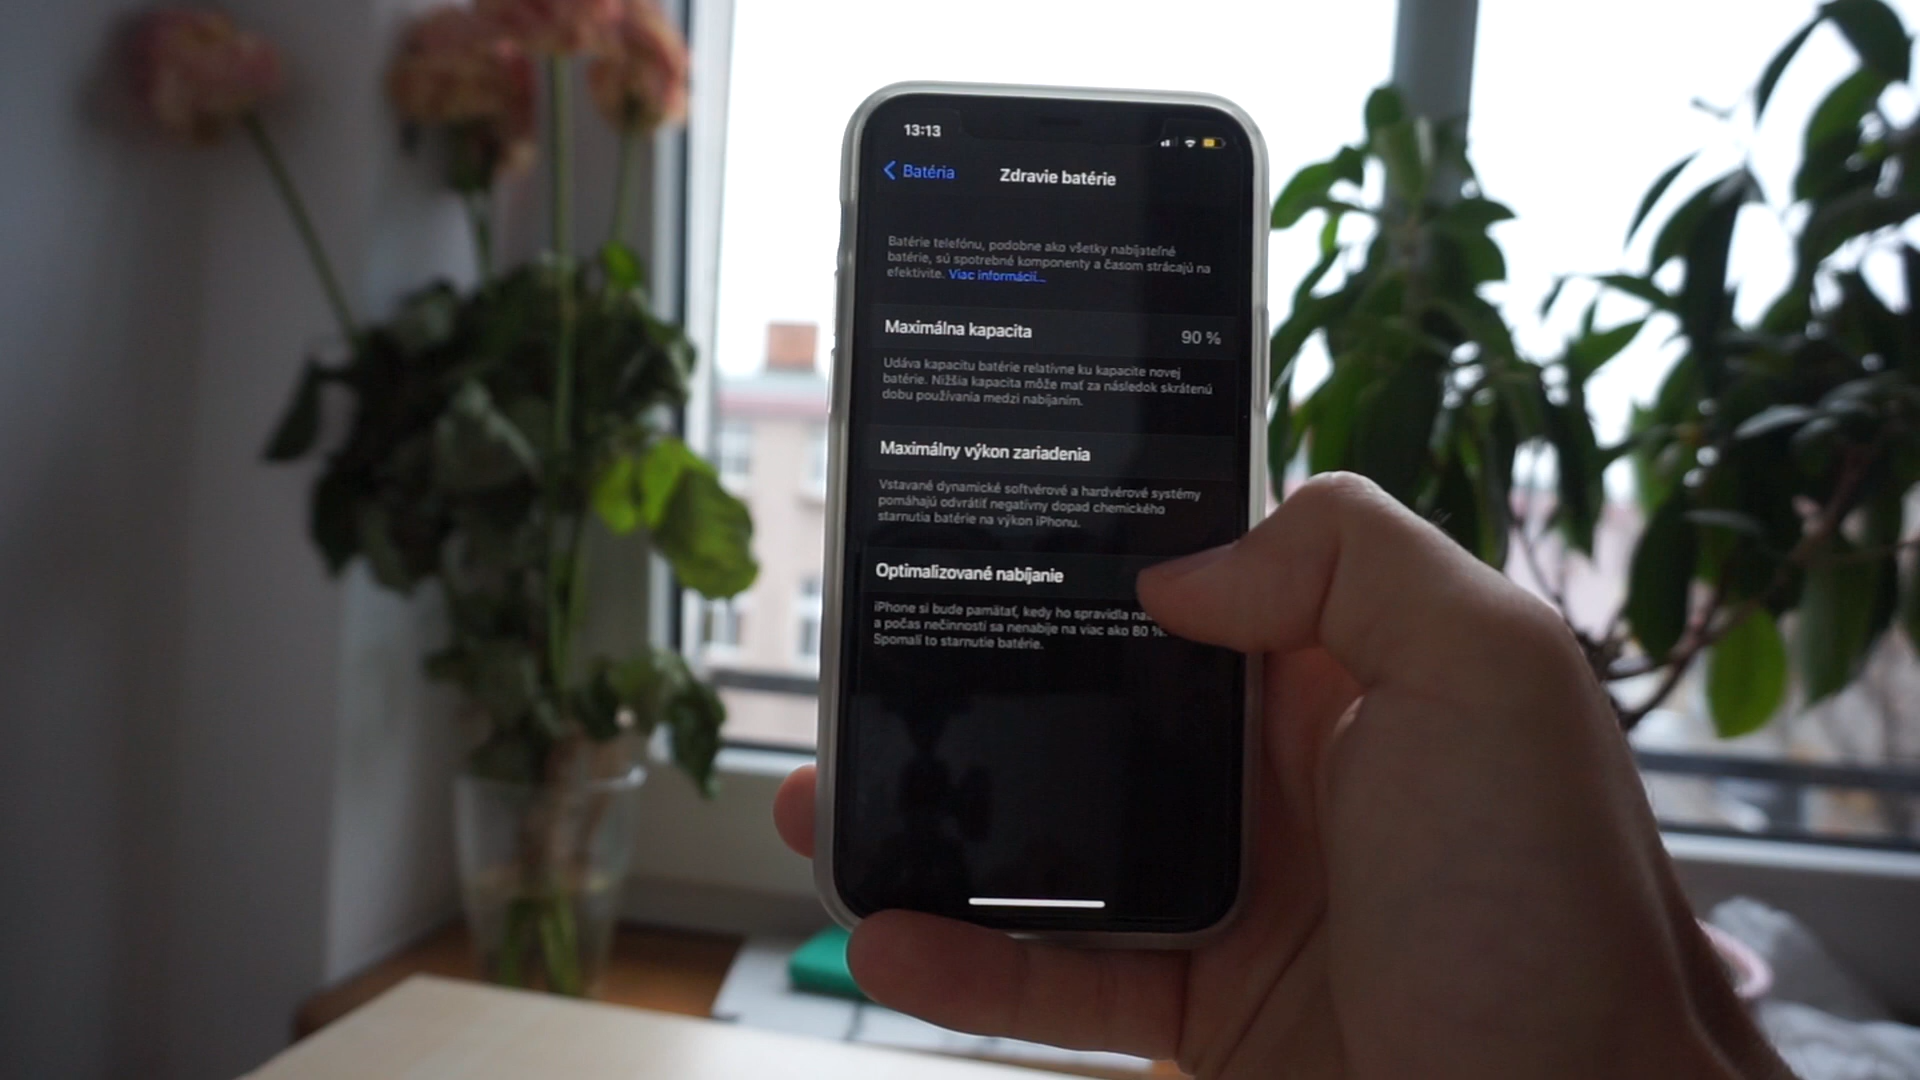 13:13
Batéria
Zdravie batérie
Batérie telefónu, podobne ako všetky nabíjateľné
batérie, sú spotrebné komponenty a časom strácajú na
efektivite. Viac informácií...
Maximálna kapacita 90 %
Udáva kapacitu batérie relatívne ku kapacite novej
batérie. Nižšia kapacita môže mať za následok skrátenú
dobu používania medzi nabíjaním.
Maximálny výkon zariadenia
Vstavané dynamické softvérové a hardvérové systémy
pomáhajú odvrátiť negatívny dopad chemického
starnutia batérie na výkon iPhonu.
Optimalizované nabíjanie
iPhone si bude pamätať, kedy ho spravidla
a počas nečinností sa nenabije na viac ako 80 %.
Spomalí to starnutie batérie.